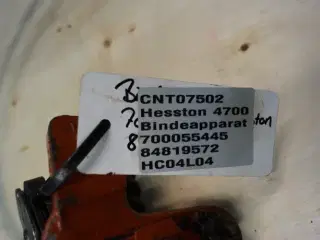 CNT07502
Hesston 4700
Bindeapparat
700055445
84819572
HC04L04